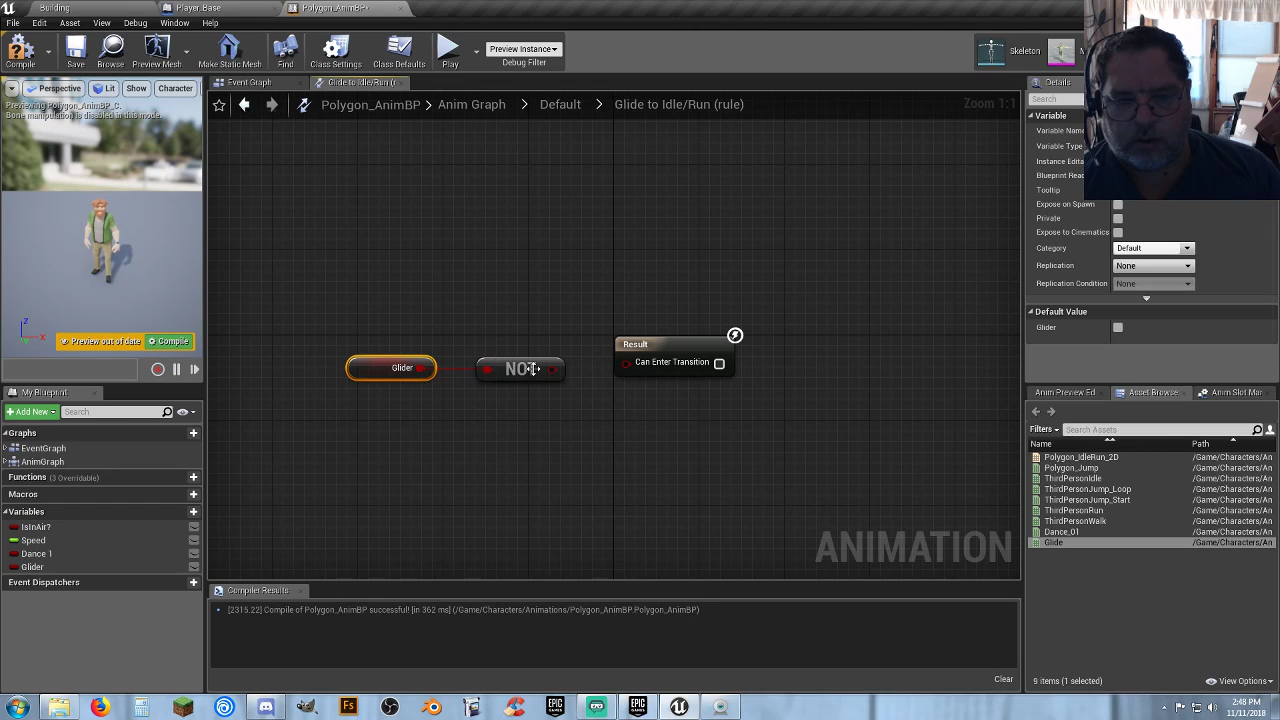 Building
Player_Base
Polygon_AnimBP*
File
Edit
Asset
View
Debug
Window
Help
Compile
Save
Browse
Preview Mesh
Make Static Mesh
Find
Class Settings
Class Defaults
Play
Preview Instance
Debug Filter
Skeleton
Perspective
Lit
Show
Character
Previewing Polygon_AnimBP_C.
Bone manipulation is disabled in this mode.
Z
X
Preview out of date
Compile
Event Graph
Glide to Idle/Run (r
Polygon_AnimBP > Anim Graph > Default > Glide to Idle/Run (rule)
Zoom 1:1
Glider
NOT
Result
Can Enter Transition
ANIMATION
My Blueprint
Add New
Search
Graphs
EventGraph
AnimGraph
Functions (3 Overridable)
Macros
Variables
IsInAir?
Speed
Dance 1
Glider
Event Dispatchers
Compiler Results
[2315.22] Compile of Polygon_AnimBP successful! [in 362 ms] (/Game/Characters/Animations/Polygon_AnimBP.Polygon_AnimBP)
Clear
Details
Search
Variable
Variable Name
Variable Type
Instance Edita
Blueprint Rea
Tooltip
Expose on Spawn
Private
Expose to Cinematics
Category
Default
Replication
None
Replication Condition
None
Default Value
Glider
Anim Preview Ed
Asset Browse
Anim Slot Mar
Filters
Search Assets
Name
Path
Polygon_IdleRun_2D /Game/Characters/An
Polygon_Jump /Game/Characters/An
ThirdPersonIdle /Game/Characters/An
ThirdPersonJump_Loop /Game/Characters/An
ThirdPersonJump_Start /Game/Characters/An
ThirdPersonRun /Game/Characters/An
ThirdPersonWalk /Game/Characters/An
Dance_01 /Game/Characters/An
Glide /Game/Characters/An
9 items (1 selected)
View Options
Fs
EPIC GAMES
EPIC GAMES
2:48 PM
11/11/2018